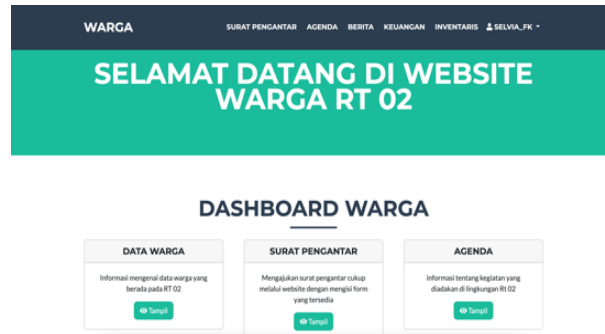 WARGA
SURAT PENGANTAR AGENDA BERITA KEUANGAN INVENTARIS SELVIA_FK
SELAMAT DATANG DI WEBSITE
WARGA RT 02
DASHBOARD WARGA
DATA WARGA
Informasi mengenai data warga yang
berada pada RT 02
Tampil
SURAT PENGANTAR
Mengajukan surat pengantar cukup
melalui website dengan mengisi form
yang tersedia
Tampil
AGENDA
informasi tentang kegiatan yang
diadakan di lingkungan Rt 02
Tampil